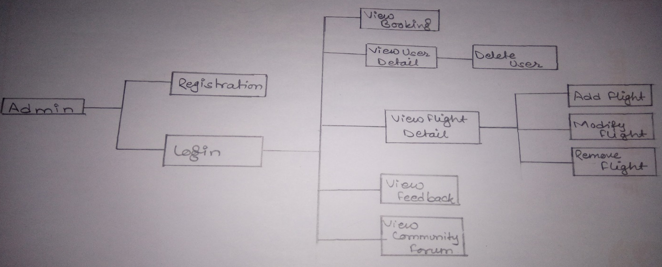 View
Booking
View User
Detail
Delete
User
Registration
Admin
Add flight
View flight
Detail
Modify
flight
Login
Remove
flight
View
feedback
View
Community
forum